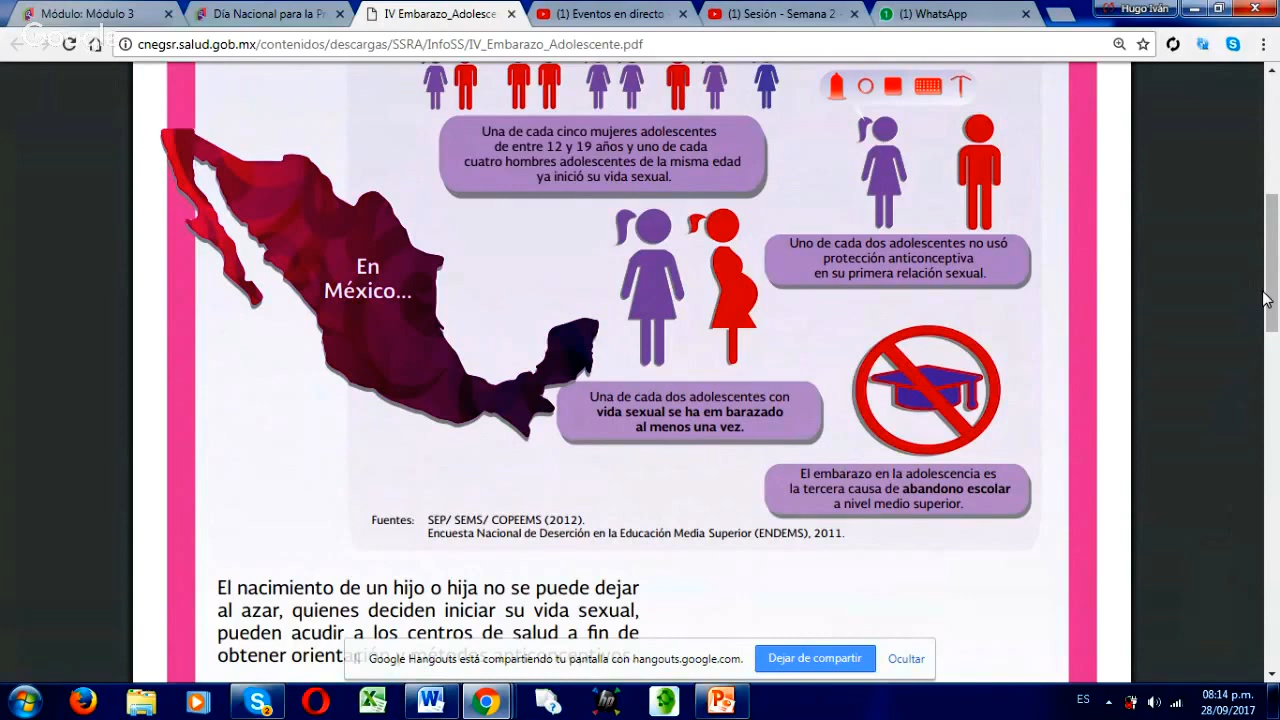 Módulo: Módulo 3
Día Nacional para la Pr
IV Embarazo_Adolesce
(1) Eventos en directo
(1) Sesión - Semana 2
(1) WhatsApp
Hugo Iván
Google
cnegsr.salud.gob.mx/contenidos/descargas/SSRA/InfoSS/IV_Embarazo_Adolescente.pdf
Una de cada cinco mujeres adolescentes
de entre 12 y 19 años y uno de cada
cuatro hombres adolescentes de la misma edad
ya inició su vida sexual.
Uno de cada dos adolescentes no usó
protección anticonceptiva
en su primera relación sexual.
En
México...
Una de cada dos adolescentes con
vida sexual se ha em barazado
al menos una vez.
El embarazo en la adolescencia es
la tercera causa de abandono escolar
a nivel medio superior.
Fuentes: SEP/ SEMS/ COPEEMS (2012).
Encuesta Nacional de Deserción en la Educación Media Superior (ENDEMS), 2011.
El nacimiento de un hijo o hija no se puede dejar
al azar, quienes deciden iniciar su vida sexual,
pueden acudir a los centros de salud a fin de
obtener orientación y métodos anticonceptivos
Google Hangouts está compartiendo tu pantalla con hangouts.google.com.
Dejar de compartir
Ocultar
ES
08:14 p.m.
28/09/2017